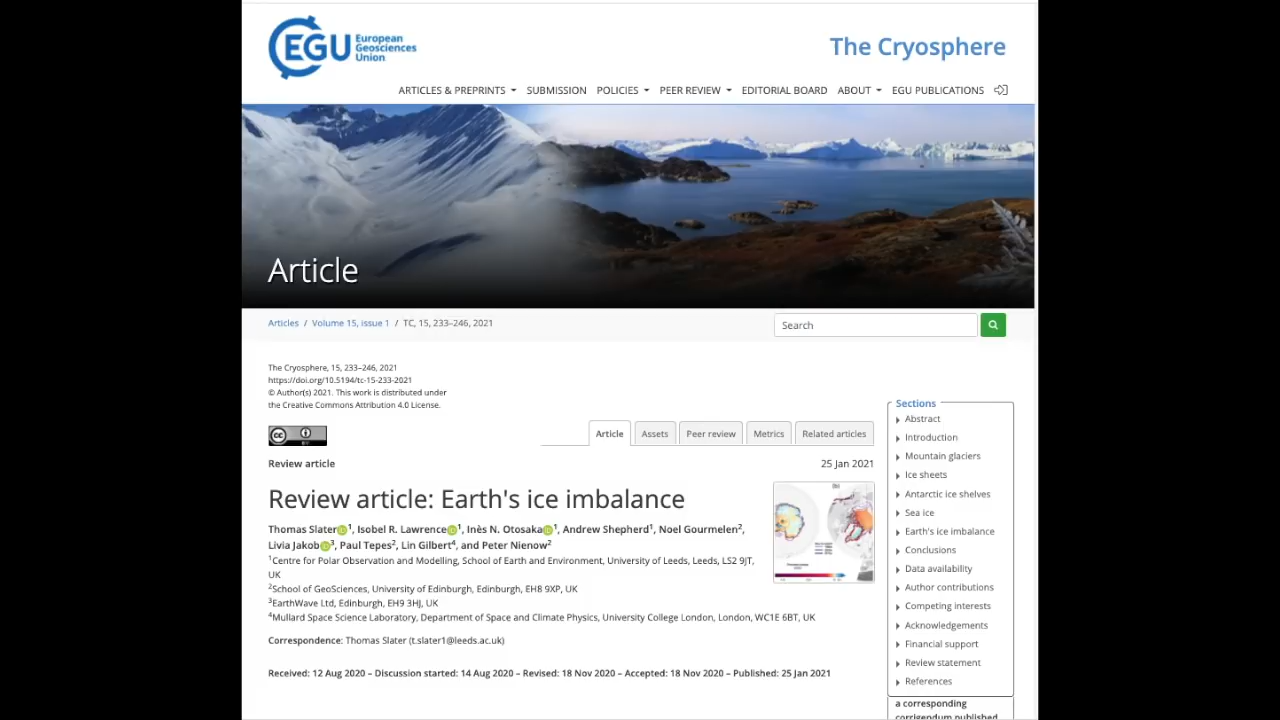 EGU European
Geosciences
Union
The Cryosphere
ARTICLES & PREPRINTS SUBMISSION POLICIES PEER REVIEW EDITORIAL BOARD ABOUT EGU PUBLICATIONS
Article
Articles / Volume 15, issue 1 / TC, 15, 233–246, 2021
Search
The Cryosphere, 15, 233–246, 2021
https://doi.org/10.5194/tc-15-233-2021
© Author(s) 2021. This work is distributed under
the Creative Commons Attribution 4.0 License.
cc BY
Article Assets Peer review Metrics Related articles
Review article
25 Jan 2021
Review article: Earth's ice imbalance
Thomas Slater iD1, Isobel R. Lawrence iD1, Inès N. Otosaka iD1, Andrew Shepherd1, Noel Gourmelen2,
Livia Jakob iD3, Paul Tepes2, Lin Gilbert4, and Peter Nienow2
1Centre for Polar Observation and Modelling, School of Earth and Environment, University of Leeds, Leeds, LS2 9JT,
UK
2School of GeoSciences, University of Edinburgh, Edinburgh, EH8 9XP, UK
3EarthWave Ltd, Edinburgh, EH9 3HJ, UK
4Mullard Space Science Laboratory, Department of Space and Climate Physics, University College London, London, WC1E 6BT, UK
Correspondence: Thomas Slater (t.slater1@leeds.ac.uk)
Received: 12 Aug 2020 – Discussion started: 14 Aug 2020 – Revised: 18 Nov 2020 – Accepted: 18 Nov 2020 – Published: 25 Jan 2021
Sections
Abstract
Introduction
Mountain glaciers
Ice sheets
Antarctic ice shelves
Sea ice
Earth's ice imbalance
Conclusions
Data availability
Author contributions
Competing interests
Acknowledgements
Financial support
Review statement
References
a corresponding
corrigendum published